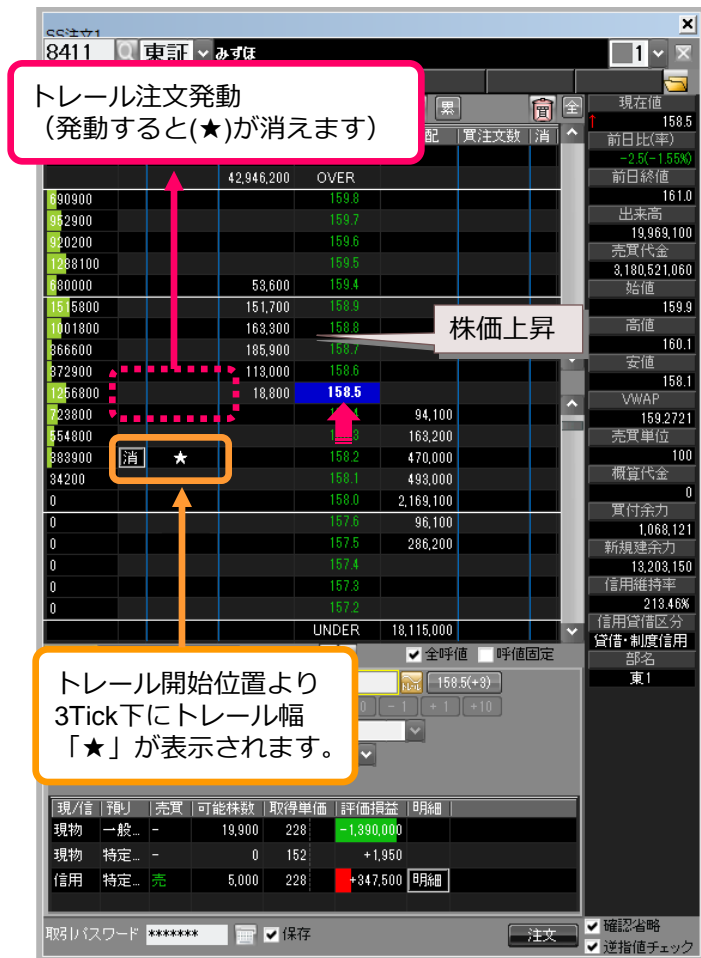 SS注文1
8411 東証 みずほ 1
トレール注文発動
（発動すると(★)が消えます）
累 買 全
配 買注文数 消
42,946,200 OVER
690900 159.8
952900 159.7
920200 159.6
1288100 159.5
680000 53,600 159.4
1515800 151,700 158.9
1001800 163,300 158.8
366600 185,900 158.7
372900 113,000 158.6
1256800 18,800 158.5
723800 94,100
554800 163,200
383900 消 ★ 158.2 470,000
34200 158.1 493,000
0 158.0 2,169,100
0 157.6 96,100
0 157.5 286,200
0 157.4
0 157.3
0 157.2
UNDER 18,115,000
株価上昇
全呼値 呼値固定
トレール開始位置より
3Tick下にトレール幅
「★」が表示されます。
158.5(+3)
0 -1 +1 +10
現在値
↑ 158.5
前日比(率)
-2.5(-1.55%)
前日終値
161.0
出来高
19,969,100
売買代金
3,180,521,060
始値
159.9
高値
160.1
安値
158.1
VWAP
159.2721
売買単位
100
概算代金
0
買付余力
1,068,121
新規建余力
13,203,150
信用維持率
213.46%
信用貸借区分
貸借・制度信用
部名
東1
現/信 預り 売買 可能株数 取得単価 評価損益 明細
現物 一般... - 19,900 228 -1,390,000
現物 特定... - 0 152 +1,950
信用 特定... 売 5,000 228 +347,500 明細
取引パスワード ******* 保存 注文
確認省略
逆指値チェック